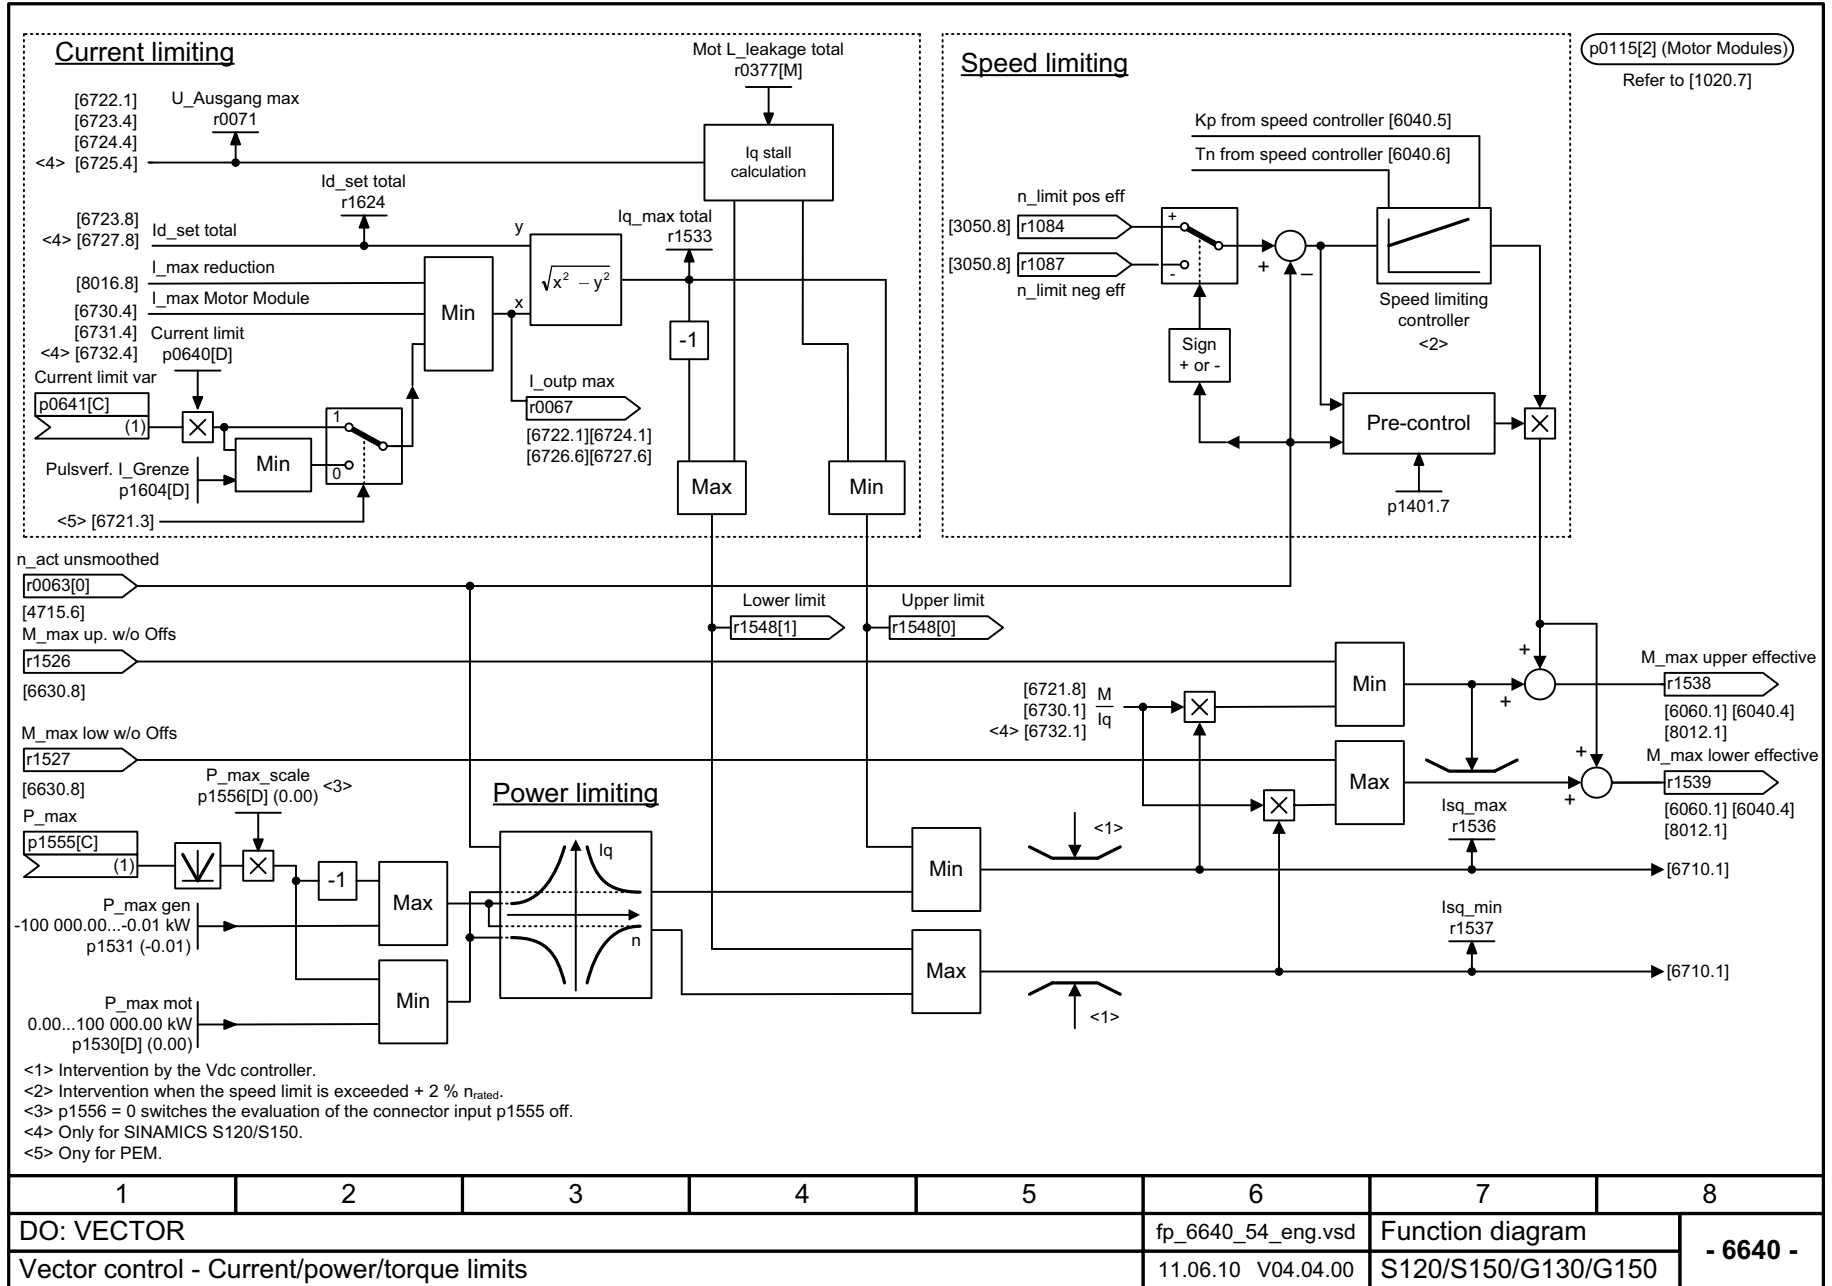 Current limiting
Mot L_leakage total
r0377[M]
[6722.1]
[6723.4]
[6724.4]
<4> [6725.4]
U_Ausgang max
r0071
Iq stall
calculation
Id_set total
r1624
[6723.8]
<4> [6727.8]
Id_set total
y
Iq_max total
r1533
I_max reduction
[8016.8]
I_max Motor Module
[6730.4]
[6731.4]
<4> [6732.4]
Min
x
√x² – y²
-1
Current limit
p0640[D]
Current limit var
p0641[C]
(1)
I_outp max
r0067
[6722.1][6724.1]
[6726.6][6727.6]
1
0
Min
Pulsverf. I_Grenze
p1604[D]
<5> [6721.3]
Max
Min
Speed limiting
p0115[2] (Motor Modules)
Refer to [1020.7]
Kp from speed controller [6040.5]
Tn from speed controller [6040.6]
n_limit pos eff
[3050.8] r1084
[3050.8] r1087
n_limit neg eff
+
-
+
–
Speed limiting
controller
<2>
Sign
+ or -
Pre-control
p1401.7
n_act unsmoothed
r0063[0]
[4715.6]
M_max up. w/o Offs
r1526
[6630.8]
Lower limit
r1548[1]
Upper limit
r1548[0]
[6721.8]
[6730.1]
<4> [6732.1]
M
Iq
Min
+
+
M_max upper effective
r1538
[6060.1] [6040.4]
[8012.1]
M_max low w/o Offs
r1527
[6630.8]
Max
+
+
M_max lower effective
r1539
[6060.1] [6040.4]
[8012.1]
P_max_scale
p1556[D] (0.00) <3>
P_max
p1555[C]
(1)
-1
Max
Power limiting
Iq
n
Min
<1>
Isq_max
r1536
[6710.1]
P_max gen
-100 000.00...-0.01 kW
p1531 (-0.01)
Min
Max
<1>
Isq_min
r1537
[6710.1]
P_max mot
0.00...100 000.00 kW
p1530[D] (0.00)
<1> Intervention by the Vdc controller.
<2> Intervention when the speed limit is exceeded + 2 % nrated.
<3> p1556 = 0 switches the evaluation of the connector input p1555 off.
<4> Only for SINAMICS S120/S150.
<5> Ony for PEM.
1 2 3 4 5 6 7 8
DO: VECTOR
fp_6640_54_eng.vsd
Function diagram
- 6640 -
Vector control - Current/power/torque limits
11.06.10 V04.04.00
S120/S150/G130/G150